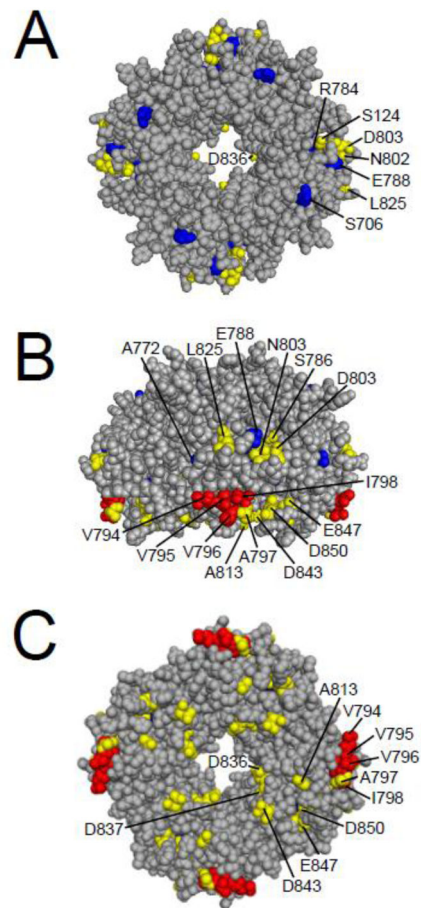 A
R784
S124
D836
D803
N802
E788
L825
S706
B
E788
L825
N803
A772
S786
D803
I798
V794
V795
E847
V796
D850
A813
A797
D843
C
A813
V794
V795
D836
V796
A797
I798
D837
D850
E847
D843